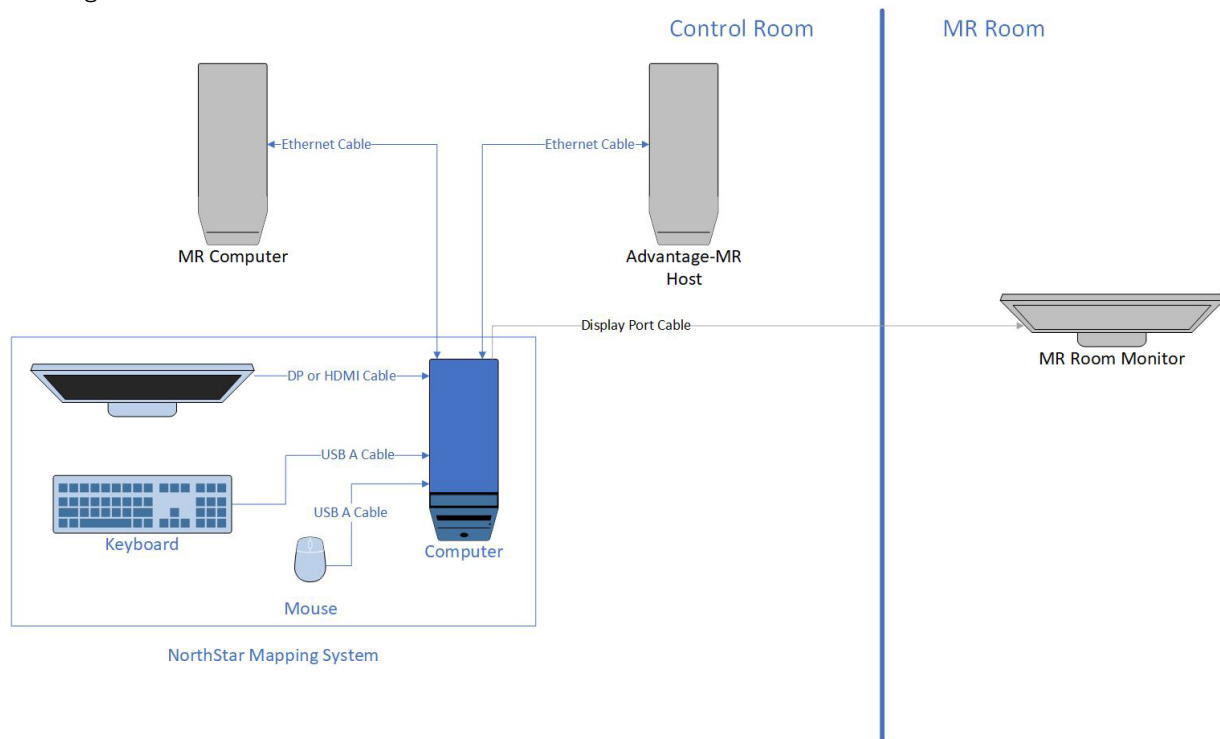 Control Room
MR Room
Ethernet Cable
Ethernet Cable
MR Computer
Advantage-MR
Host
Display Port Cable
MR Room Monitor
DP or HDMI Cable
USB A Cable
USB A Cable
Keyboard
Computer
Mouse
NorthStar Mapping System